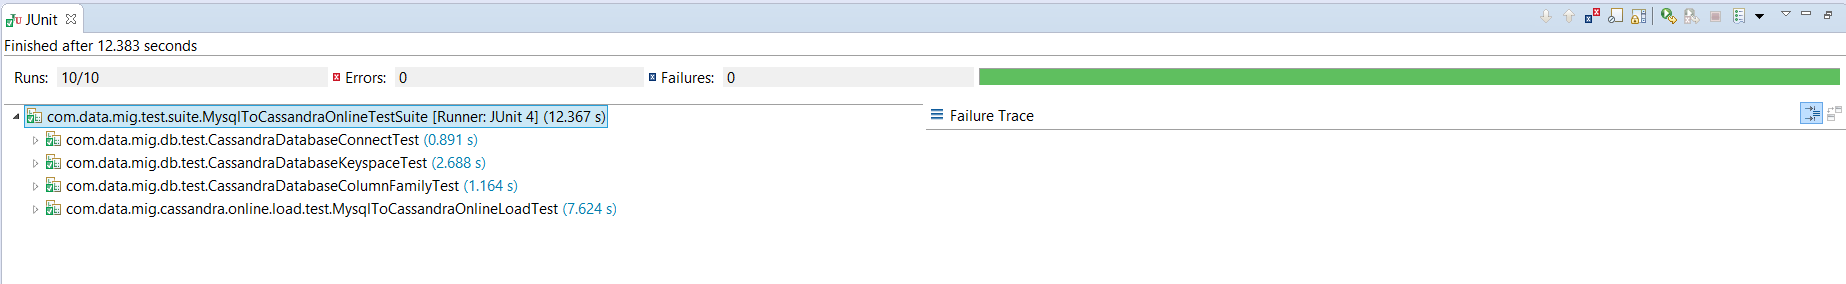 JUnit
Finished after 12.383 seconds
Runs: 10/10 Errors: 0 Failures: 0
com.data.mig.test.suite.MysqlToCassandraOnlineTestSuite [Runner: JUnit 4] (12.367 s)
com.data.mig.db.test.CassandraDatabaseConnectTest (0.891 s)
com.data.mig.db.test.CassandraDatabaseKeyspaceTest (2.688 s)
com.data.mig.db.test.CassandraDatabaseColumnFamilyTest (1.164 s)
com.data.mig.cassandra.online.load.test.MysqlToCassandraOnlineLoadTest (7.624 s)
Failure Trace